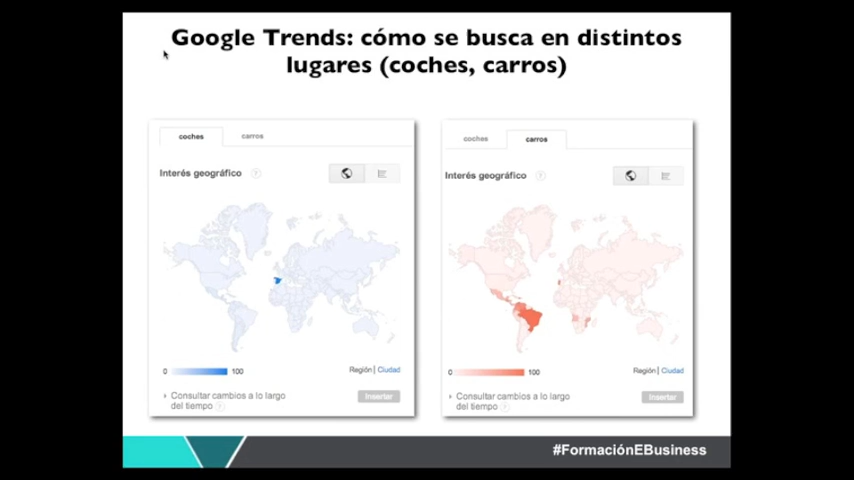 Google Trends: cómo se busca en distintos
lugares (coches, carros)
coches carros
Interés geográfico ?
0 100
Región | Ciudad
Consultar cambios a lo largo
del tiempo ?
Insertar
coches carros
Interés geográfico ?
0 100
Región | Ciudad
Consultar cambios a lo largo
del tiempo ?
Insertar
#FormaciónEBusiness